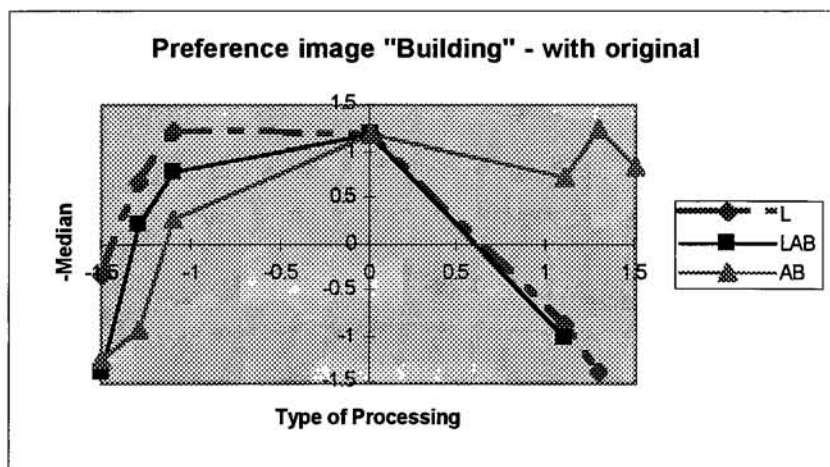 Preference image "Building" - with original
1.5
1
0.5
0
-0.5
-1
-1.5
-Median
-1.5 -1 -0.5 0 0.5 1 1.5
Type of Processing
L
LAB
AB